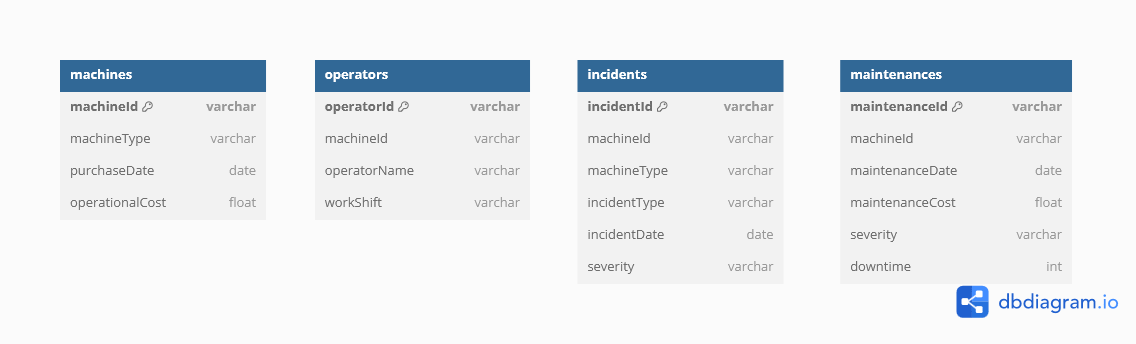 machines
machineId varchar
machineType varchar
purchaseDate date
operationalCost float
operators
operatorId varchar
machineId varchar
operatorName varchar
workShift varchar
incidents
incidentId varchar
machineId varchar
machineType varchar
incidentType varchar
incidentDate date
severity varchar
maintenances
maintenanceId varchar
machineId varchar
maintenanceDate date
maintenanceCost float
severity varchar
downtime int
dbdiagram.io